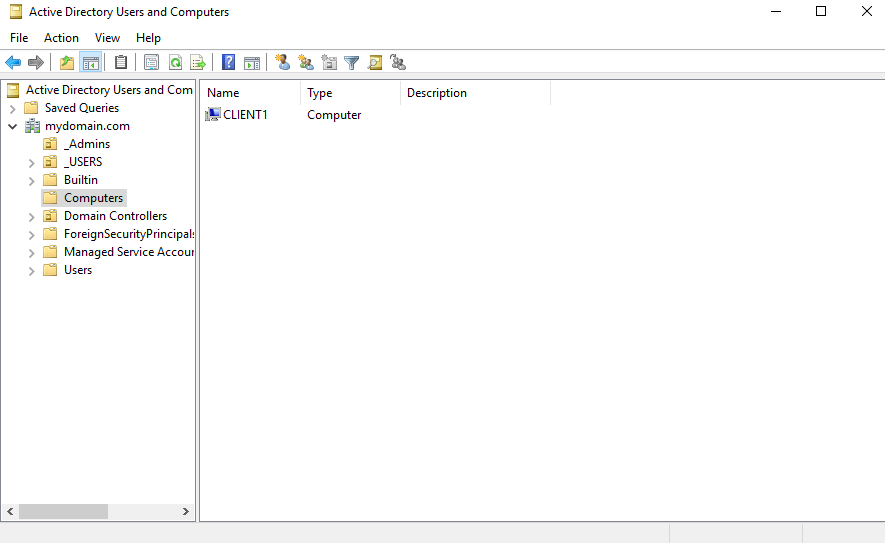 Active Directory Users and Computers
File Action View Help
Active Directory Users and Com
Saved Queries
mydomain.com
_Admins
_USERS
Builtin
Computers
Domain Controllers
ForeignSecurityPrincipals
Managed Service Accour
Users
Name Type Description
CLIENT1 Computer